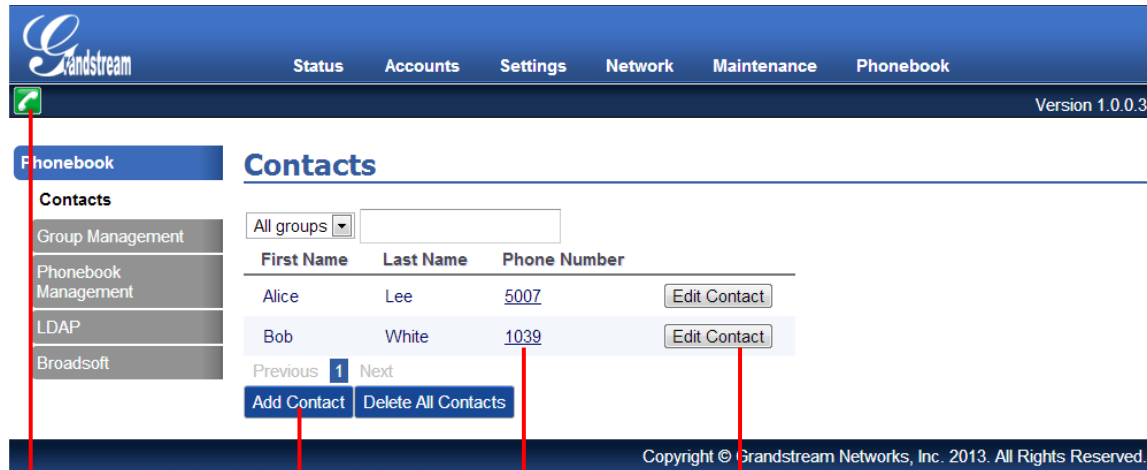 Grandstream
Status Accounts Settings Network Maintenance Phonebook
Version 1.0.0.3
Phonebook
Contacts
Group Management
Phonebook
Management
LDAP
Broadsoft
Contacts
All groups
First Name Last Name Phone Number
Alice Lee 5007 Edit Contact
Bob White 1039 Edit Contact
Previous 1 Next
Add Contact Delete All Contacts
Copyright © Grandstream Networks, Inc. 2013. All Rights Reserved.